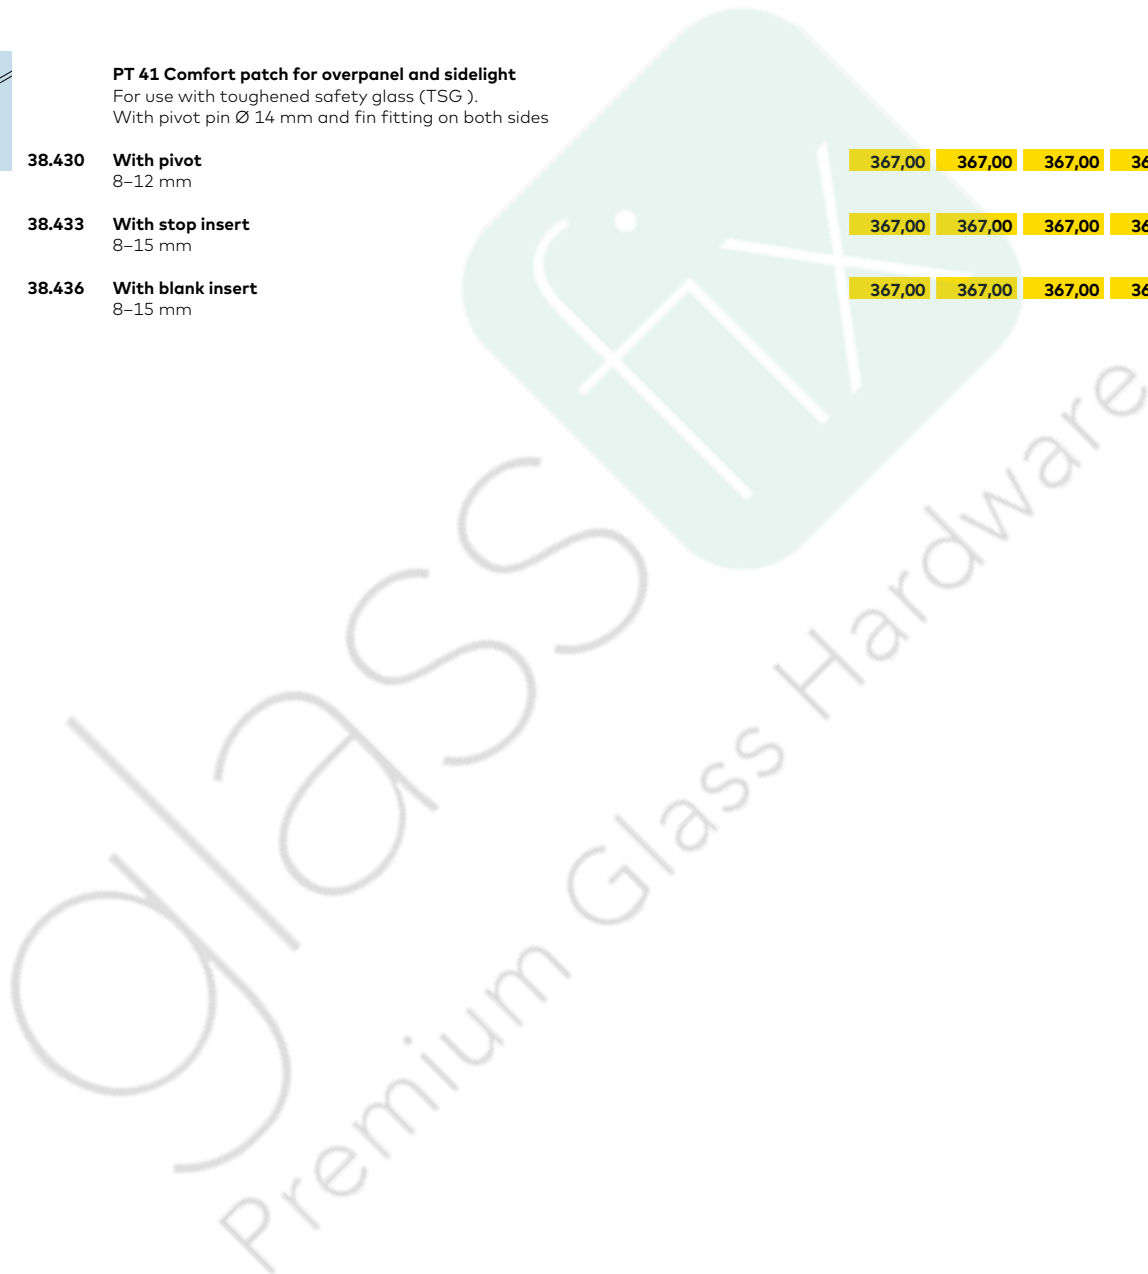 PT 41 Comfort patch for overpanel and sidelight
For use with toughened safety glass (TSG ).
With pivot pin Ø 14 mm and fin fitting on both sides
38.430 With pivot 367,00 367,00 367,00
8–12 mm
38.433 With stop insert 367,00 367,00 367,00
8–15 mm
38.436 With blank insert 367,00 367,00 367,00
8–15 mm
glass fix
Premium Glass Hardware